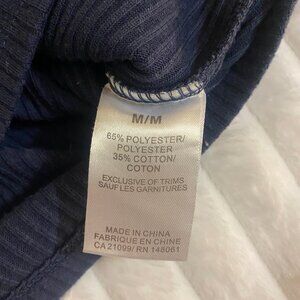 M/M
65% POLYESTER/
POLYESTER
35% COTTON/
COTON
EXCLUSIVE OF TRIMS
SAUF LES GARNITURES
MADE IN CHINA
FABRIQUE EN CHINE
CA 21099/ RN 148061